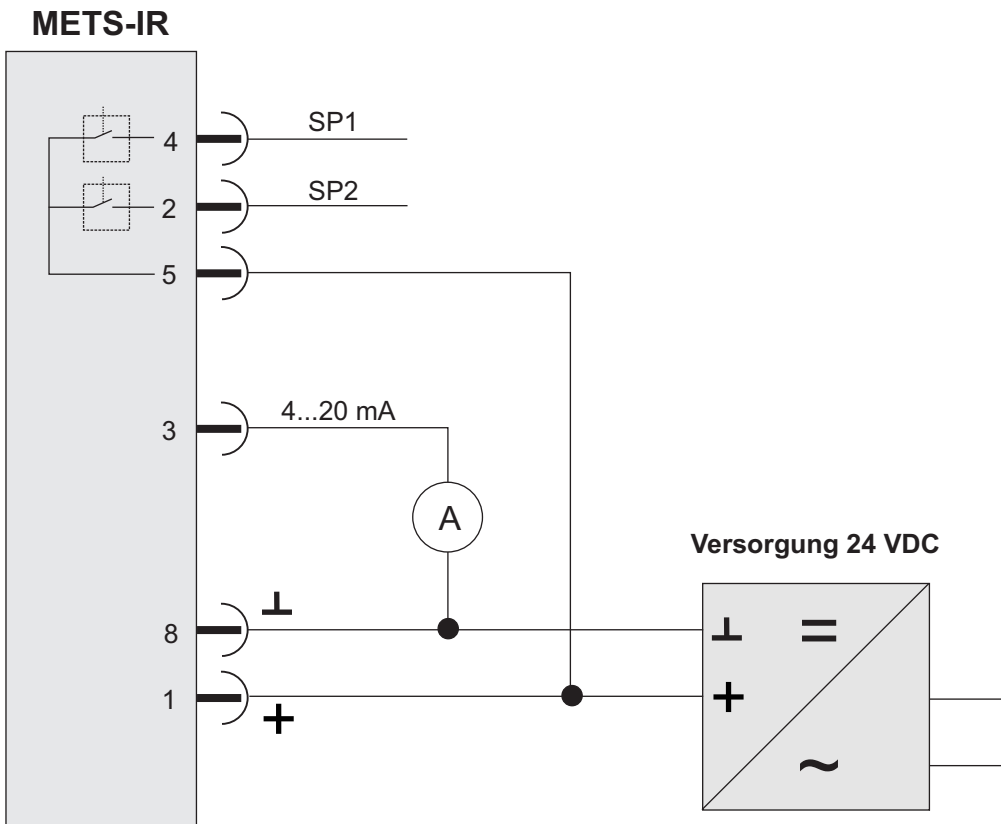 METS-IR
4 SP1
2 SP2
5
3 4...20 mA
A
Versorgung 24 VDC
8 ⊥ ⊥ =
1 + +
~